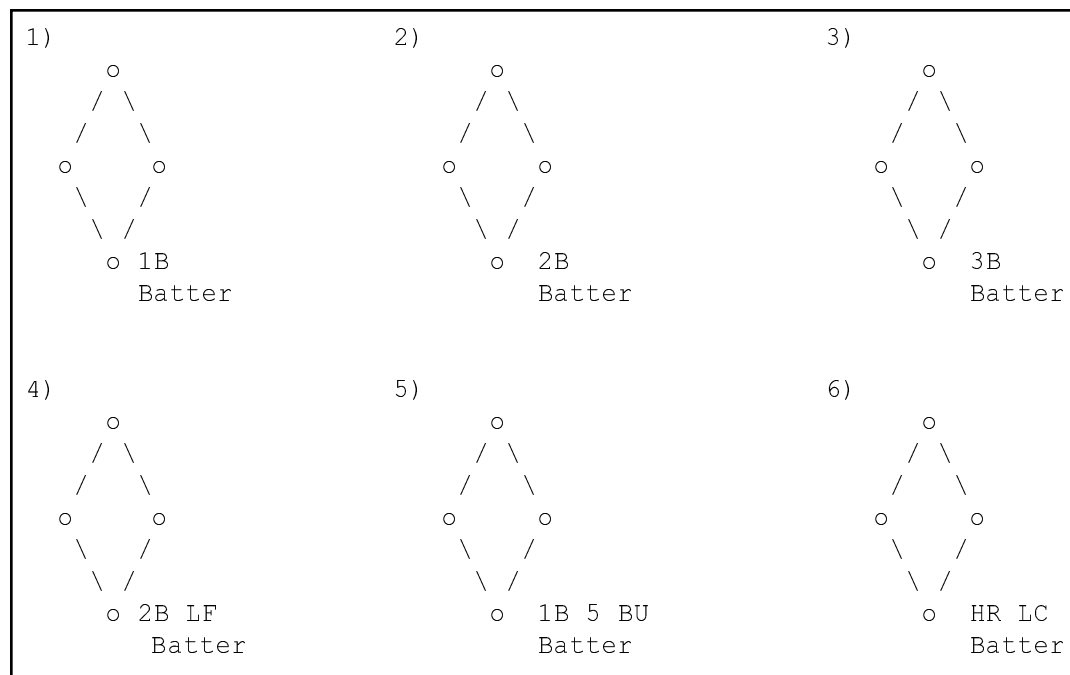 1) 2) 3)
1B 2B 3B
Batter Batter Batter
4) 5) 6)
2B LF 1B 5 BU HR LC
Batter Batter Batter